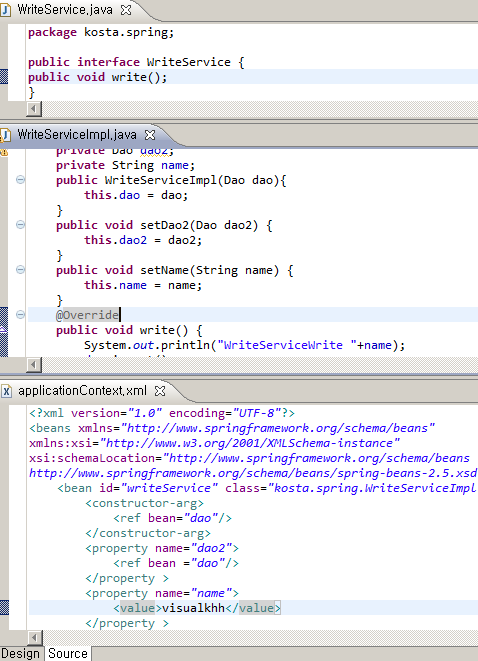 WriteService.java
package kosta.spring;
public interface WriteService {
public void write();
}
WriteServiceImpl.java
private Dao dao2;
private String name;
public WriteServiceImpl(Dao dao){
this.dao = dao;
}
public void setDao2(Dao dao2) {
this.dao2 = dao2;
}
public void setName(String name) {
this.name = name;
}
@Override
public void write() {
System.out.println("WriteServiceWrite "+name);
applicationContext.xml
<?xml version="1.0" encoding="UTF-8"?>
<beans xmlns="http://www.springframework.org/schema/beans"
xmlns:xsi="http://www.w3.org/2001/XMLSchema-instance"
xsi:schemaLocation="http://www.springframework.org/schema/beans
http://www.springframework.org/schema/beans/spring-beans-2.5.xsd
<bean id="writeService" class="kosta.spring.WriteServiceImpl
<constructor-arg>
<ref bean="dao"/>
</constructor-arg>
<property name="dao2">
<ref bean ="dao"/>
</property >
<property name="name">
<value>visualkhh</value>
</property >
Design Source